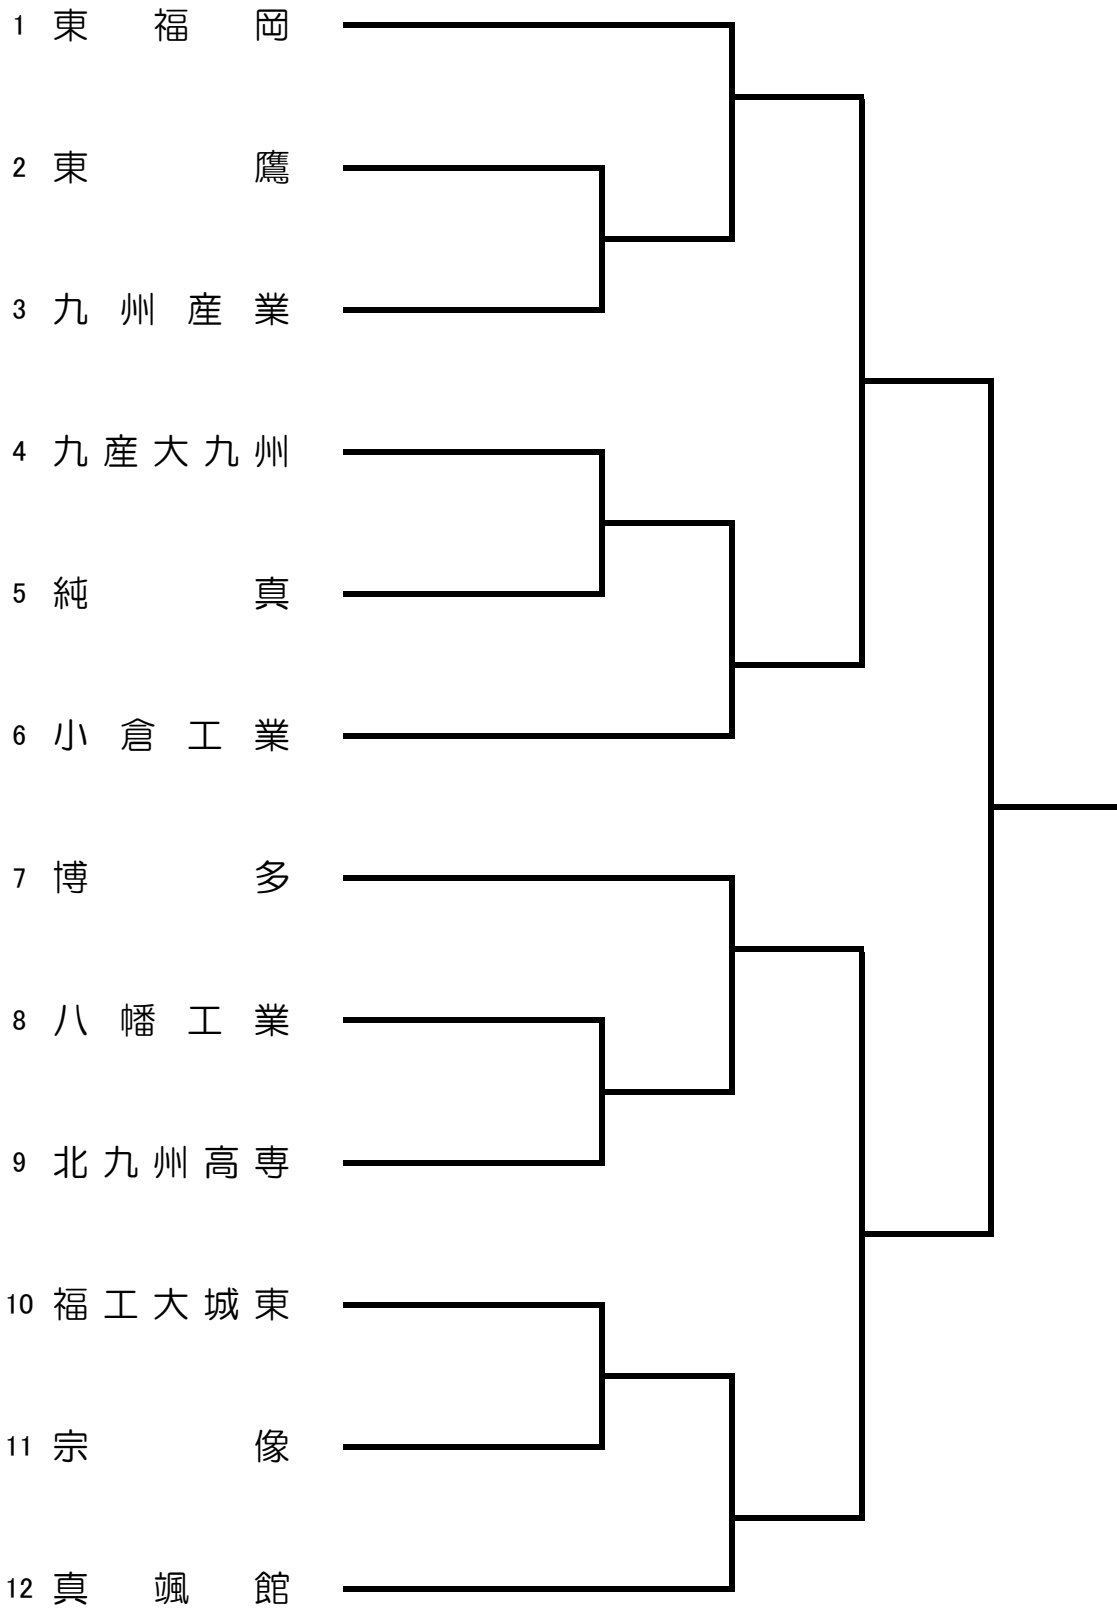 1 東福岡
2 東鷹
3 九州産業
4 九産大九州
5 純真
6 小倉工業
7 博多
8 八幡工業
9 北九州高専
10 福工大城東
11 宗像
12 真颯館